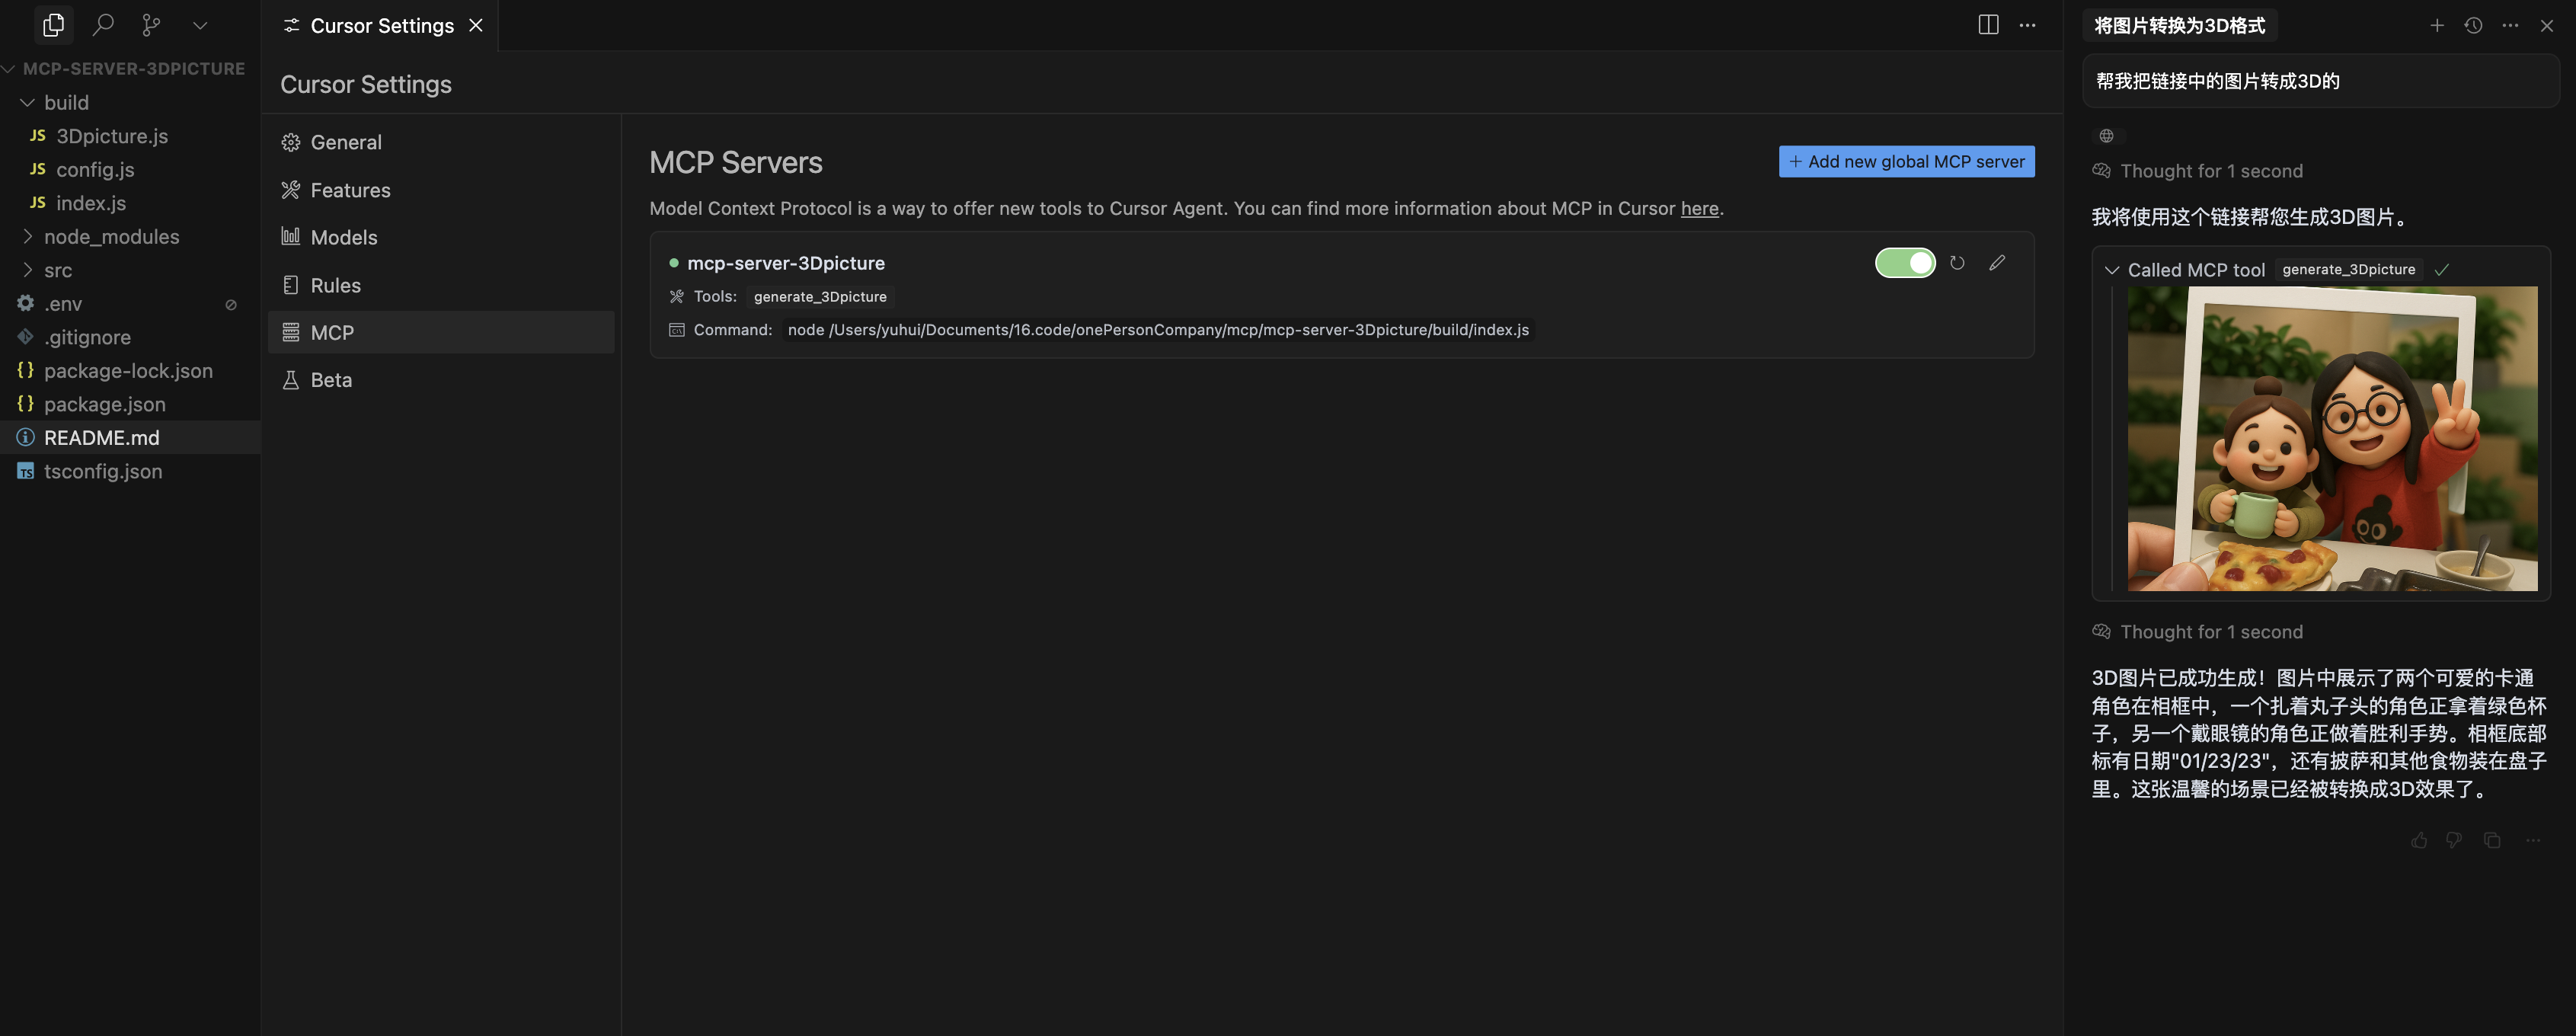 MCP-SERVER-3DPICTURE
build
JS 3Dpicture.js
JS config.js
JS index.js
node_modules
src
.env
.gitignore
{} package-lock.json
{} package.json
README.md
TS tsconfig.json
Cursor Settings
Cursor Settings
General
Features
Models
Rules
MCP
Beta
MCP Servers
+ Add new global MCP server
Model Context Protocol is a way to offer new tools to Cursor Agent. You can find more information about MCP in Cursor here.
mcp-server-3Dpicture
Tools: generate_3Dpicture
Command: node /Users/yuhui/Documents/16.code/onePersonCompany/mcp/mcp-server-3Dpicture/build/index.js
将图片转换为3D格式
帮我把链接中的图片转成3D的
Thought for 1 second
我将使用这个链接帮您生成3D图片。
Called MCP tool generate_3Dpicture
Thought for 1 second
3D图片已成功生成！图片中展示了两个可爱的卡通
角色在相框中，一个扎着丸子头的角色正拿着绿色杯
子，另一个戴眼镜的角色正做着胜利手势。相框底部
标有日期"01/23/23"，还有披萨和其他食物装在盘子
里。这张温馨的场景已经被转换成3D效果了。